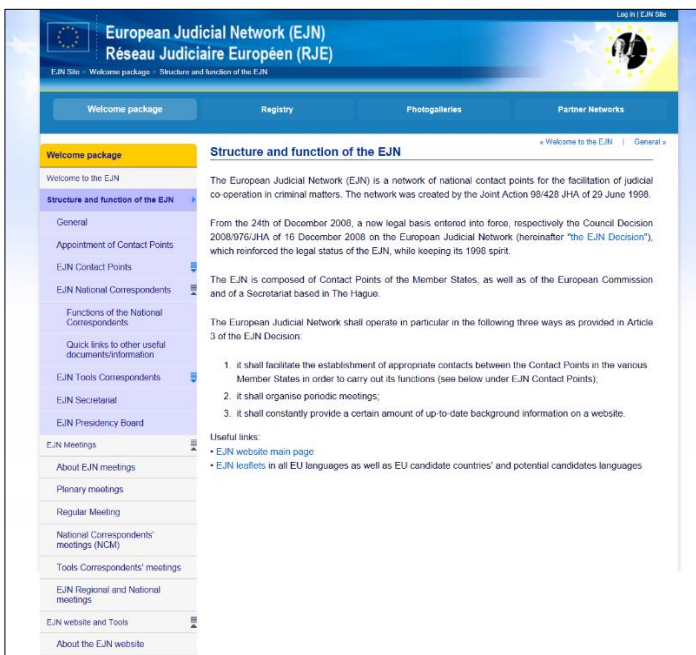 Log in | EJN Site
European Judicial Network (EJN)
Réseau Judiciaire Européen (RJE)
EJN Site » Welcome package » Structure and function of the EJN
Welcome package
Registry
Photogalleries
Partner Networks
« Welcome to the EJN | General »
Welcome package
Welcome to the EJN
Structure and function of the EJN
General
Appointment of Contact Points
EJN Contact Points
EJN National Correspondents
Functions of the National
Correspondents
Quick links to other useful
documents/information
EJN Tools Correspondents
EJN Secretariat
EJN Presidency Board
EJN Meetings
About EJN meetings
Plenary meetings
Regular Meeting
National Correspondents'
meetings (NCM)
Tools Correspondents' meetings
EJN Regional and National
meetings
EJN website and Tools
About the EJN website
Structure and function of the EJN
The European Judicial Network (EJN) is a network of national contact points for the facilitation of judicial
co-operation in criminal matters. The network was created by the Joint Action 98/428 JHA of 29 June 1998.
From the 24th of December 2008, a new legal basis entered into force, respectively the Council Decision
2008/976/JHA of 16 December 2008 on the European Judicial Network (hereinafter "the EJN Decision"),
which reinforced the legal status of the EJN, while keeping its 1998 spirit.
The EJN is composed of Contact Points of the Member States, as well as of the European Commission
and of a Secretariat based in The Hague.
The European Judicial Network shall operate in particular in the following three ways as provided in Article
3 of the EJN Decision:
1. it shall facilitate the establishment of appropriate contacts between the Contact Points in the various
Member States in order to carry out its functions (see below under EJN Contact Points);
2. it shall organise periodic meetings;
3. it shall constantly provide a certain amount of up-to-date background information on a website.
Useful links:
• EJN website main page
• EJN leaflets in all EU languages as well as EU candidate countries' and potential candidates languages